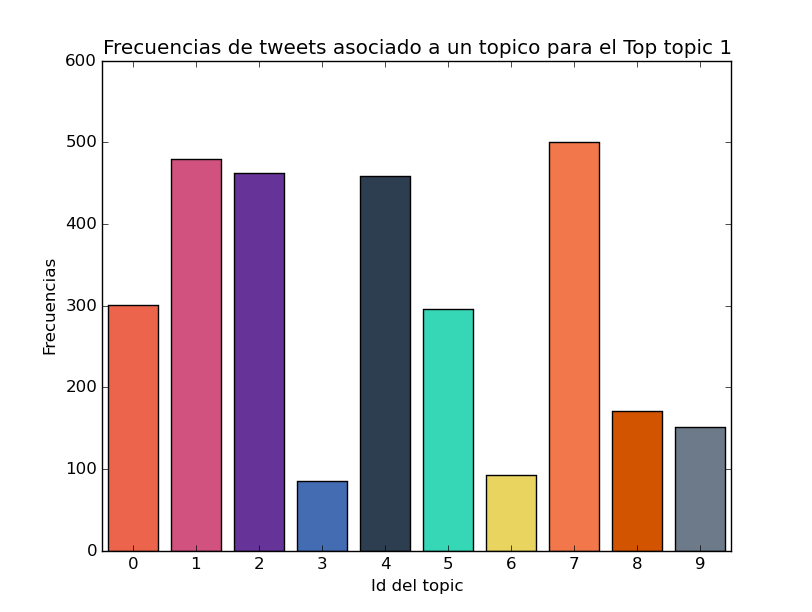 Frecuencias de tweets asociado a un topico para el Top topic 1
600
500
400
300
200
100
0
Frecuencias
0 1 2 3 4 5 6 7 8 9
Id del topic